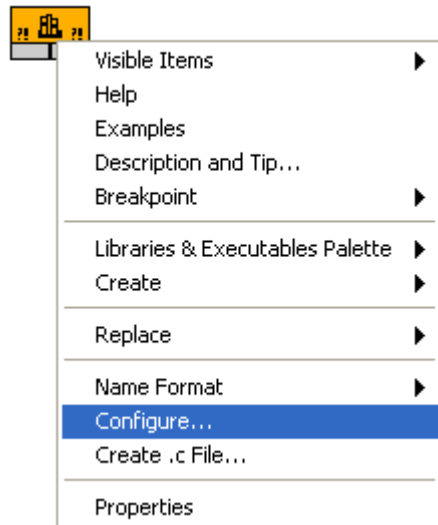 ?! ?!
Visible Items
Help
Examples
Description and Tip...
Breakpoint
Libraries & Executables Palette
Create
Replace
Name Format
Configure...
Create .c File...
Properties